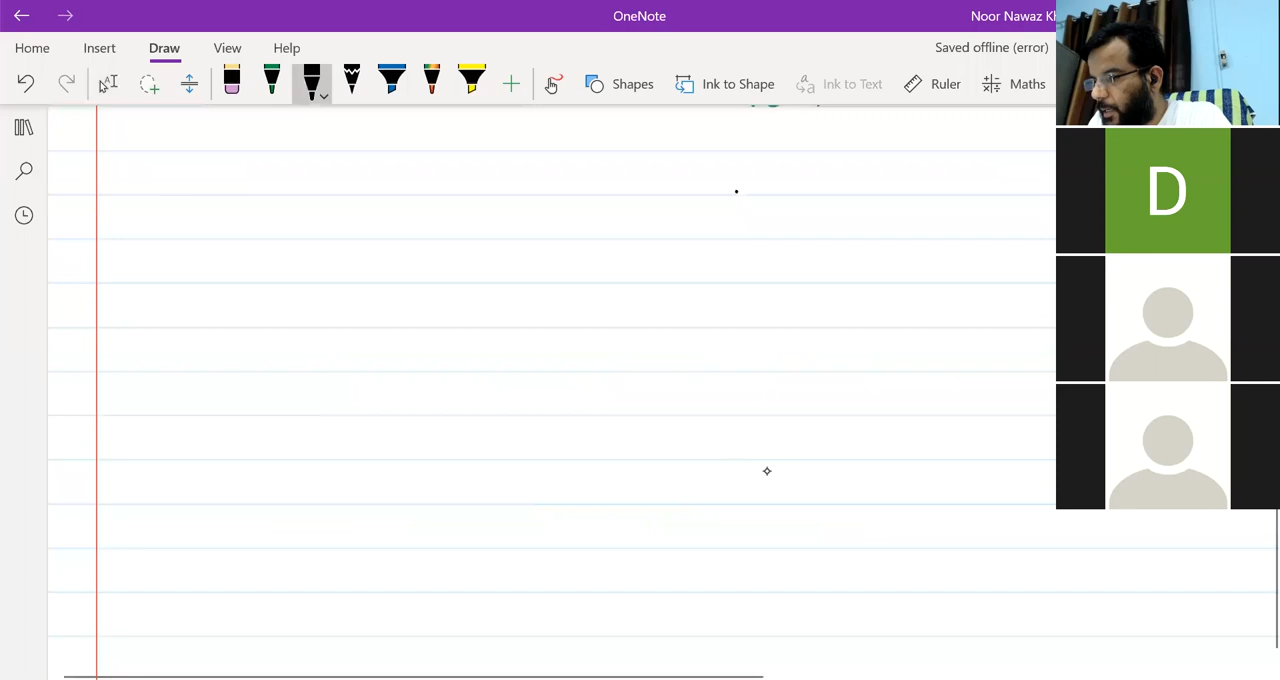 OneNote
Noor Nawaz Kh
Home Insert Draw View Help
Saved offline (error)
Shapes Ink to Shape Ink to Text Ruler Maths
D